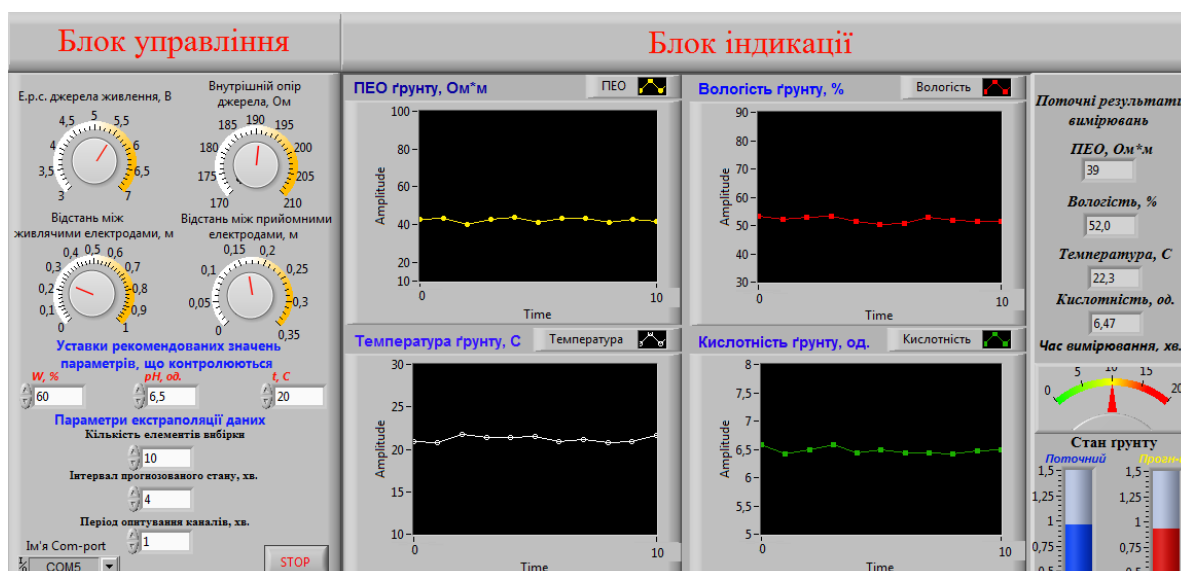 Блок управління
Блок індикації
Е.р.с. джерела живлення, В
3
3,5
4
4,5
5
5,5
6
6,5
7
Внутрішній опір
джерела, Ом
170
175
180
185
190
195
200
205
210
Відстань між
живлячими електродами, м
0
0,1
0,2
0,3
0,4
0,5
0,6
0,7
0,8
0,9
1
Відстань між прийомними
електродами, м
0
0,05
0,1
0,15
0,2
0,25
0,3
0,35
Уставки рекомендованих значень
параметрів, що контролюються
W, %
pH, од.
t, C
60
6,5
20
Параметри екстраполяції даних
Кількість елементів вибірки
10
Інтервал прогнозованого стану, хв.
4
Період опитування каналів, хв.
1
Ім'я Com-port
COM5
STOP
ПЕО ґрунту, Ом*м
ПЕО
Amplitude
100
80
60
40
20
10
0
10
Time
Вологість ґрунту, %
Вологість
Amplitude
90
80
70
60
50
40
30
0
10
Time
Температура ґрунту, С
Температура
Amplitude
30
25
20
15
10
0
10
Time
Кислотність ґрунту, од.
Кислотність
Amplitude
8
7,5
7
6,5
6
5,5
5
0
10
Time
Поточні результати
вимірювань
ПЕО, Ом*м
39
Вологість, %
52,0
Температура, С
22,3
Кислотність, од.
6,47
Час вимірювання, хв.
0
5
10
15
20
Стан ґрунту
Поточний
1,5
1,25
1
0,75
0,5
1,5
1,25
1
0,75
0,5